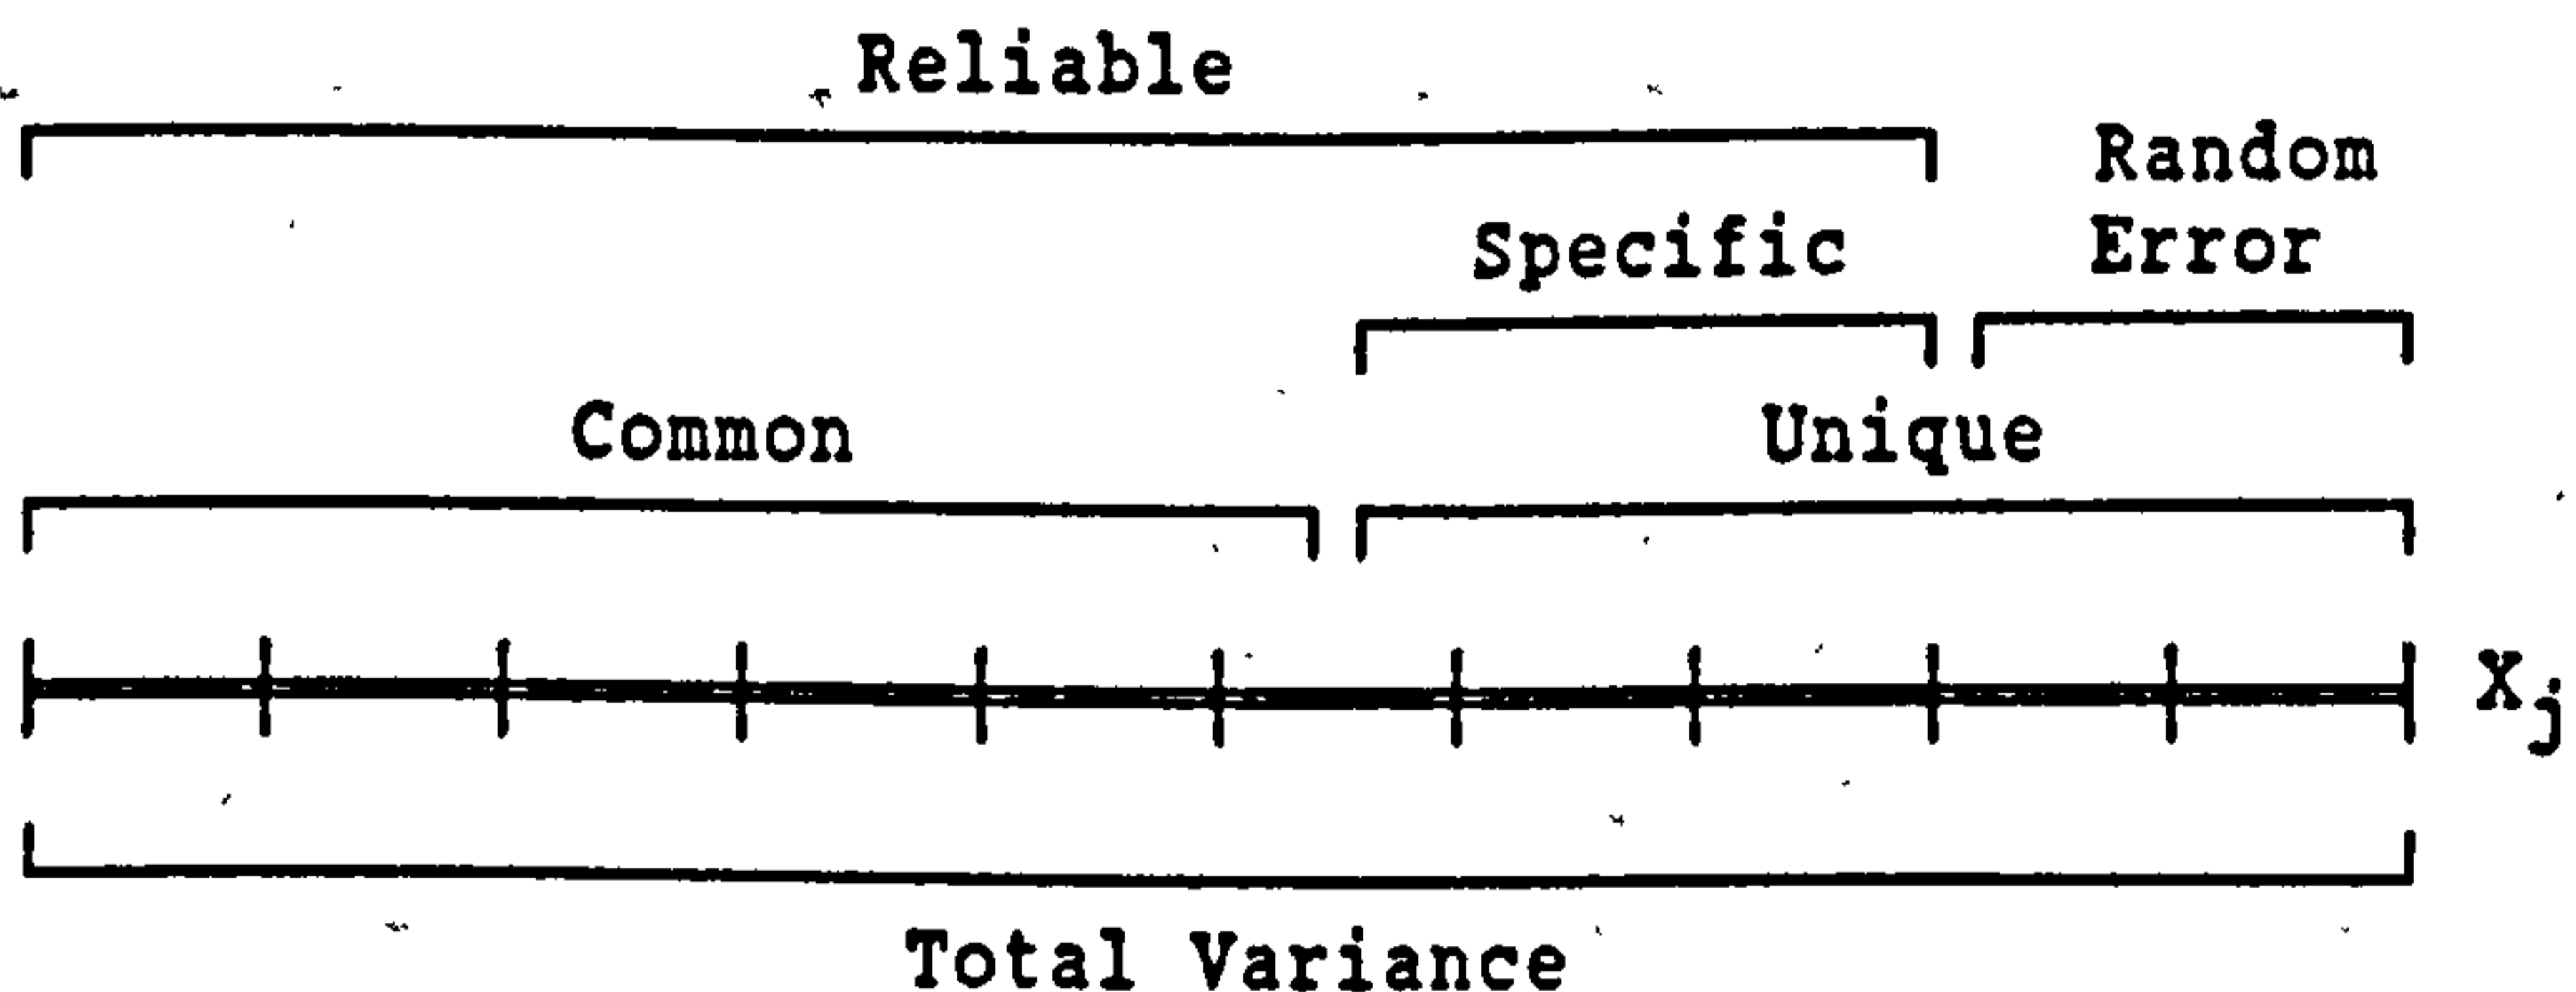 Reliable
Random
Error
Specific
Common
Unique
Xj
Total Variance